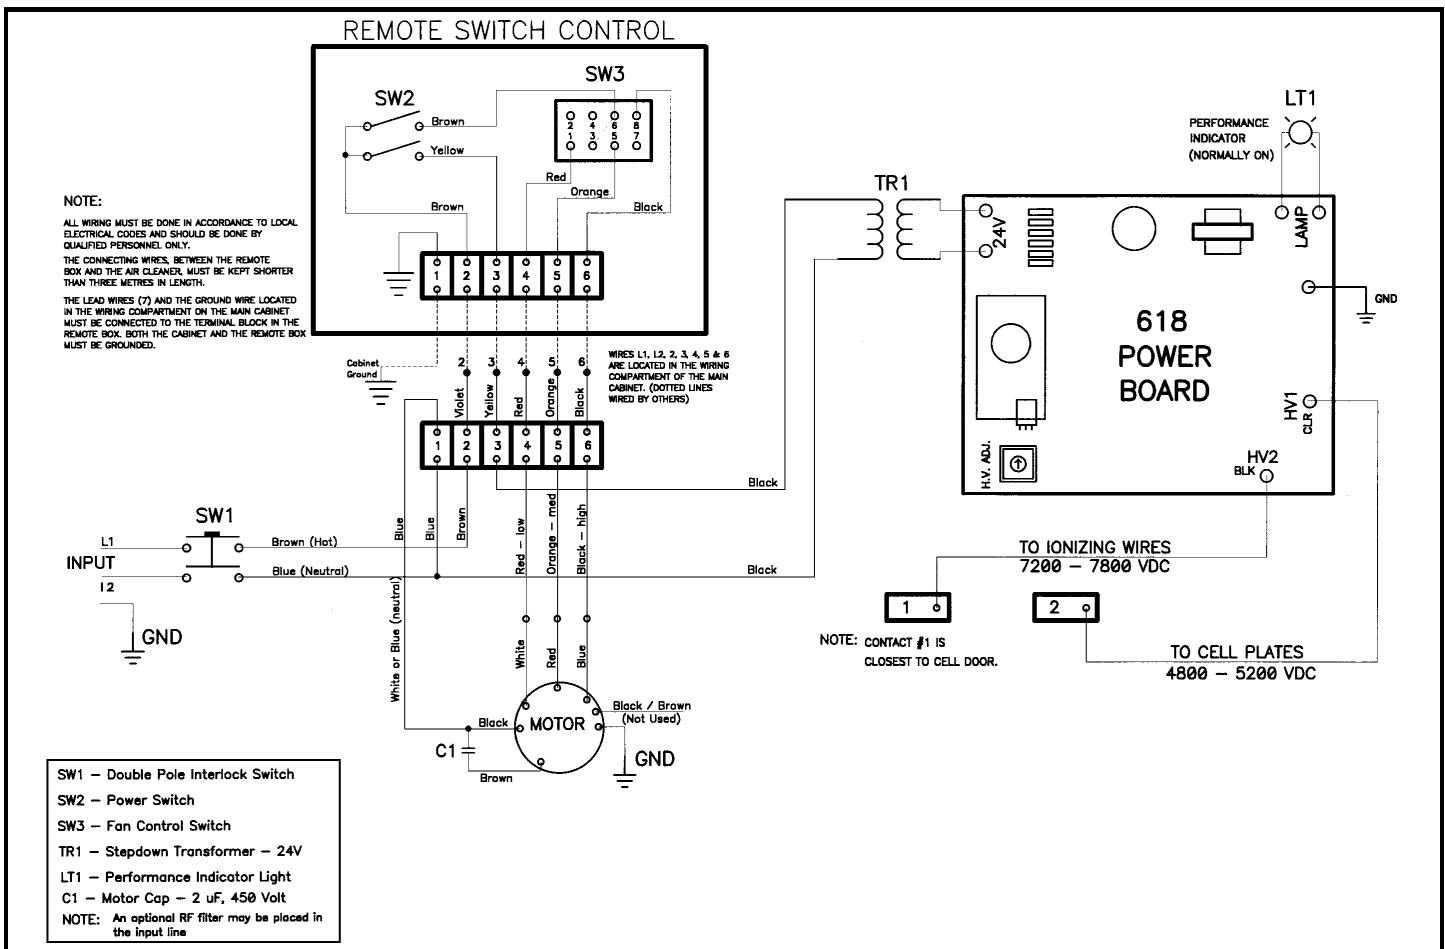 REMOTE SWITCH CONTROL
SW2
SW3
Brown
Yellow
Brown
2 4 6 8
1 3 5 7
Red
Orange
Black
1 2 3 4 5 6
NOTE:
ALL WIRING MUST BE DONE IN ACCORDANCE TO LOCAL
ELECTRICAL CODES AND SHOULD BE DONE BY
QUALIFIED PERSONNEL ONLY.
THE CONNECTING WIRES, BETWEEN THE REMOTE
BOX AND THE AIR CLEANER, MUST BE KEPT SHORTER
THAN THREE METRES IN LENGTH.
THE LEAD WIRES (7) AND THE GROUND WIRE LOCATED
IN THE WIRING COMPARTMENT ON THE MAIN CABINET
MUST BE CONNECTED TO THE TERMINAL BLOCK IN THE
REMOTE BOX. BOTH THE CABINET AND THE REMOTE BOX
MUST BE GROUNDED.
Cabinet
Ground
2 3 4 5 6
WIRES L1, L2, 2, 3, 4, 5 & 6
ARE LOCATED IN THE WIRING
COMPARTMENT OF THE MAIN
CABINET. (DOTTED LINES
WIRED BY OTHERS)
Violet
Yellow
Red
Orange
Black
1 2 3 4 5 6
Blue
Blue
Brown
Red - low
Orange - med
Black - high
Black
Black
SW1
L1
INPUT
l2
GND
Brown (Hot)
Blue (Neutral)
White or Blue (neutral)
White
Red
Blue
Black
MOTOR
Black / Brown
(Not Used)
C1
Brown
GND
TR1
LT1
PERFORMANCE
INDICATOR
(NORMALLY ON)
24V
LAMP
GND
618
POWER
BOARD
HV1
CLR
HV2
BLK
H.V. ADJ.
TO IONIZING WIRES
7200 - 7800 VDC
1
2
NOTE: CONTACT #1 IS
CLOSEST TO CELL DOOR.
TO CELL PLATES
4800 - 5200 VDC
SW1 - Double Pole Interlock Switch
SW2 - Power Switch
SW3 - Fan Control Switch
TR1 - Stepdown Transformer - 24V
LT1 - Performance Indicator Light
C1 - Motor Cap - 2 uF, 450 Volt
NOTE: An optional RF filter may be placed in
the input line